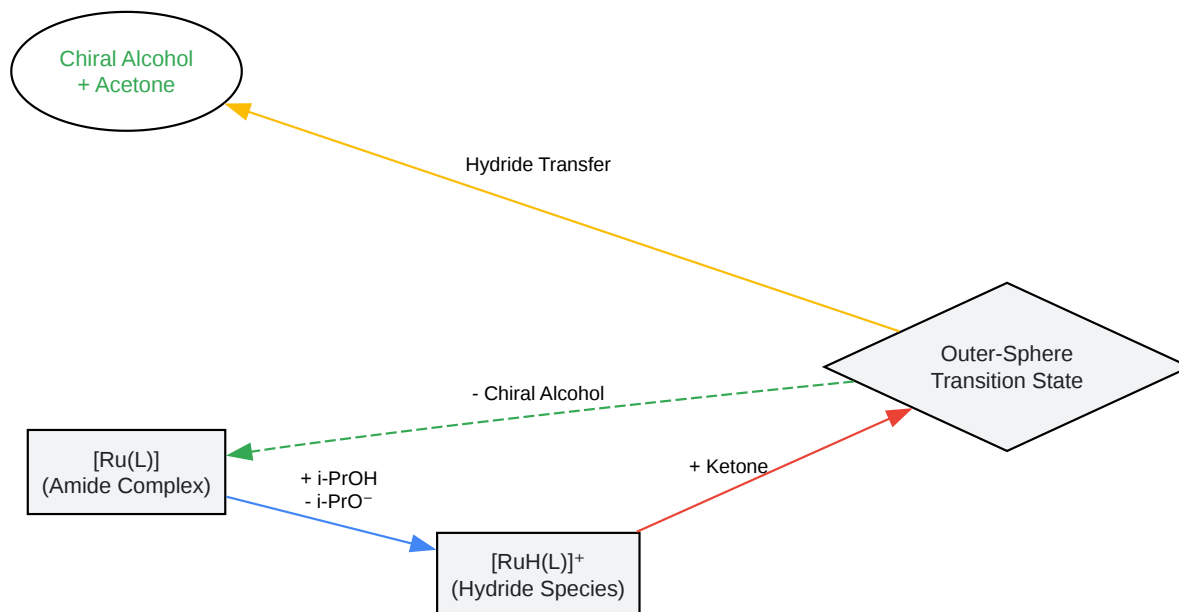 Chiral Alcohol
+ Acetone
Hydride Transfer
Outer-Sphere
Transition State
- Chiral Alcohol
[Ru(L)]
(Amide Complex)
+ i-PrOH
- i-PrO⁻
+ Ketone
[RuH(L)]⁺
(Hydride Species)